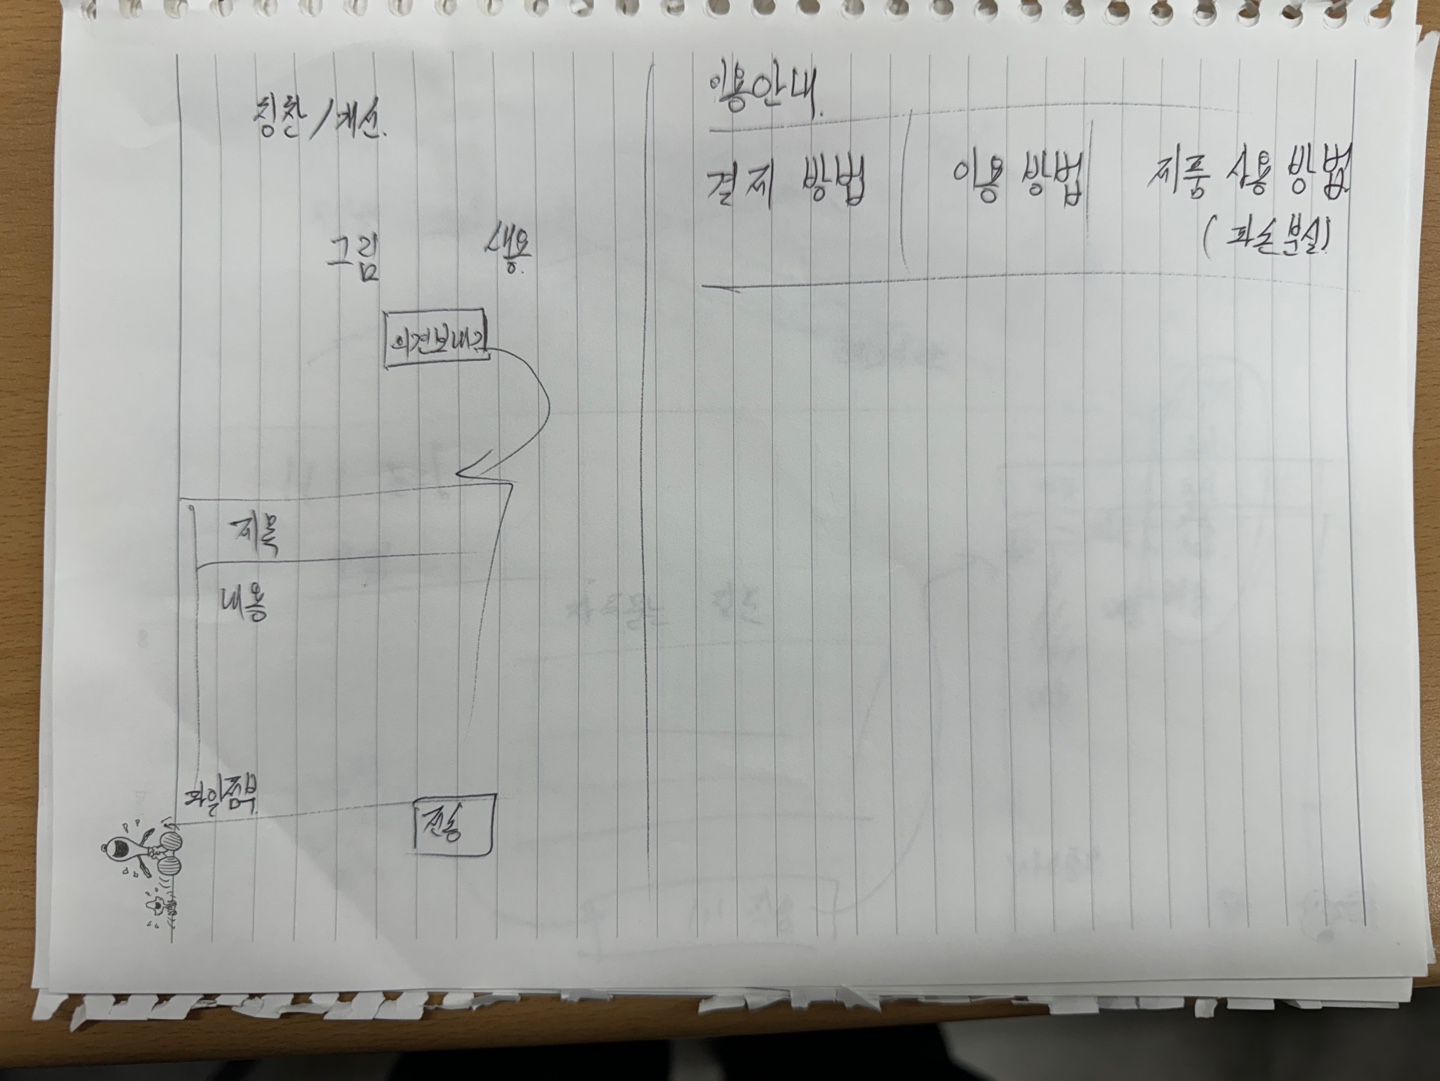 칭찬/개선.
그림
의견보내기
제목
내용
파일첨부
전송
이용안내.
결제 방법
이용 방법
제품 사용 방법
(파손분실)